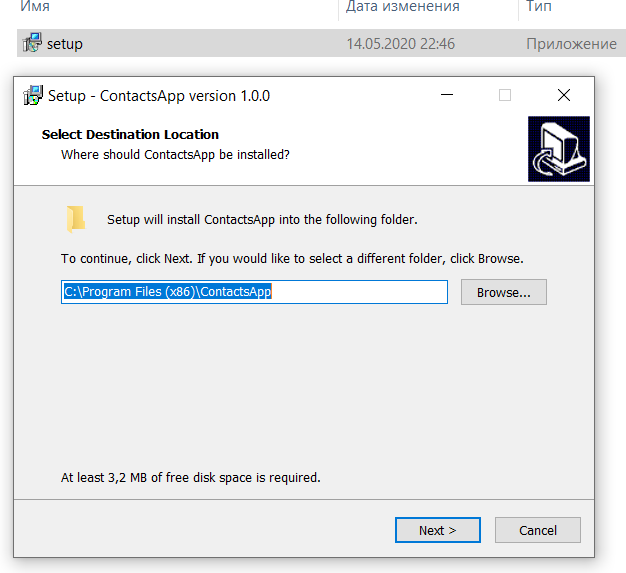 Имя Дата изменения Тип
setup 14.05.2020 22:46 Приложение
Setup - ContactsApp version 1.0.0
Select Destination Location
Where should ContactsApp be installed?
Setup will install ContactsApp into the following folder.
To continue, click Next. If you would like to select a different folder, click Browse.
C:\Program Files (x86)\ContactsApp
Browse...
At least 3,2 MB of free disk space is required.
Next > Cancel